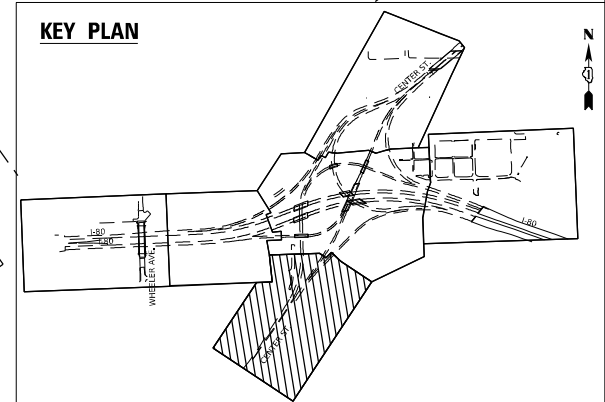 KEY PLAN
N
CENTER ST.
I-80
I-80
I-80
WHEELER AVE.
CENTER ST.